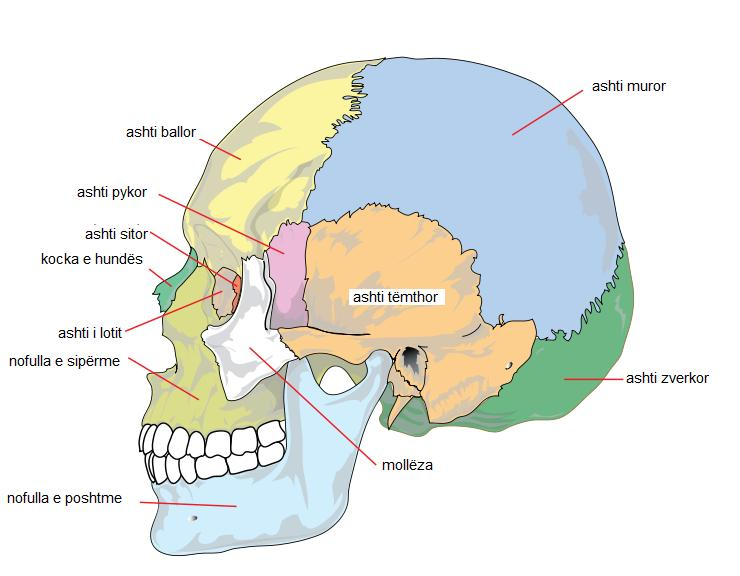 ashti muror
ashti ballor
ashti pykor
ashti sitor
kocka e hundës
ashti tëmthor
ashti i lotit
nofulla e sipërme
ashti zverkor
mollëza
nofulla e poshtme